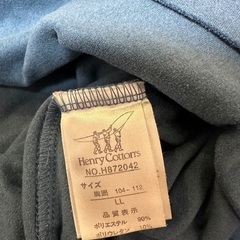 Henry Cotton's
NO.HB72042
サイズ
胸囲 104-112
LL
品質表示
ポリエステル 90%
ポリウレタン 10%